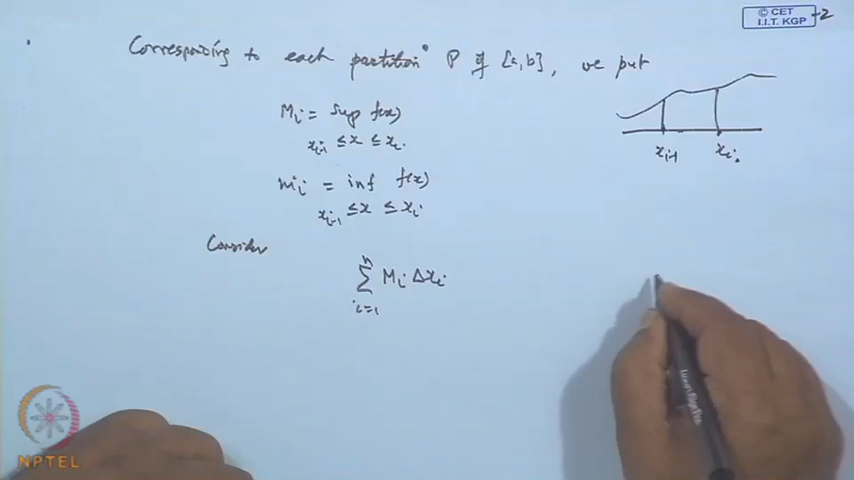 © CET
I.I.T. KGP
-2
Corresponding to each partition P of [a,b], we put
Mi = sup f(x)
xi-1 ≤ x ≤ xi
mi = inf f(x)
xi-1 ≤ x ≤ xi
xi-1 xi
Consider
n
Σ Mi Δxi
i=1
NPTEL